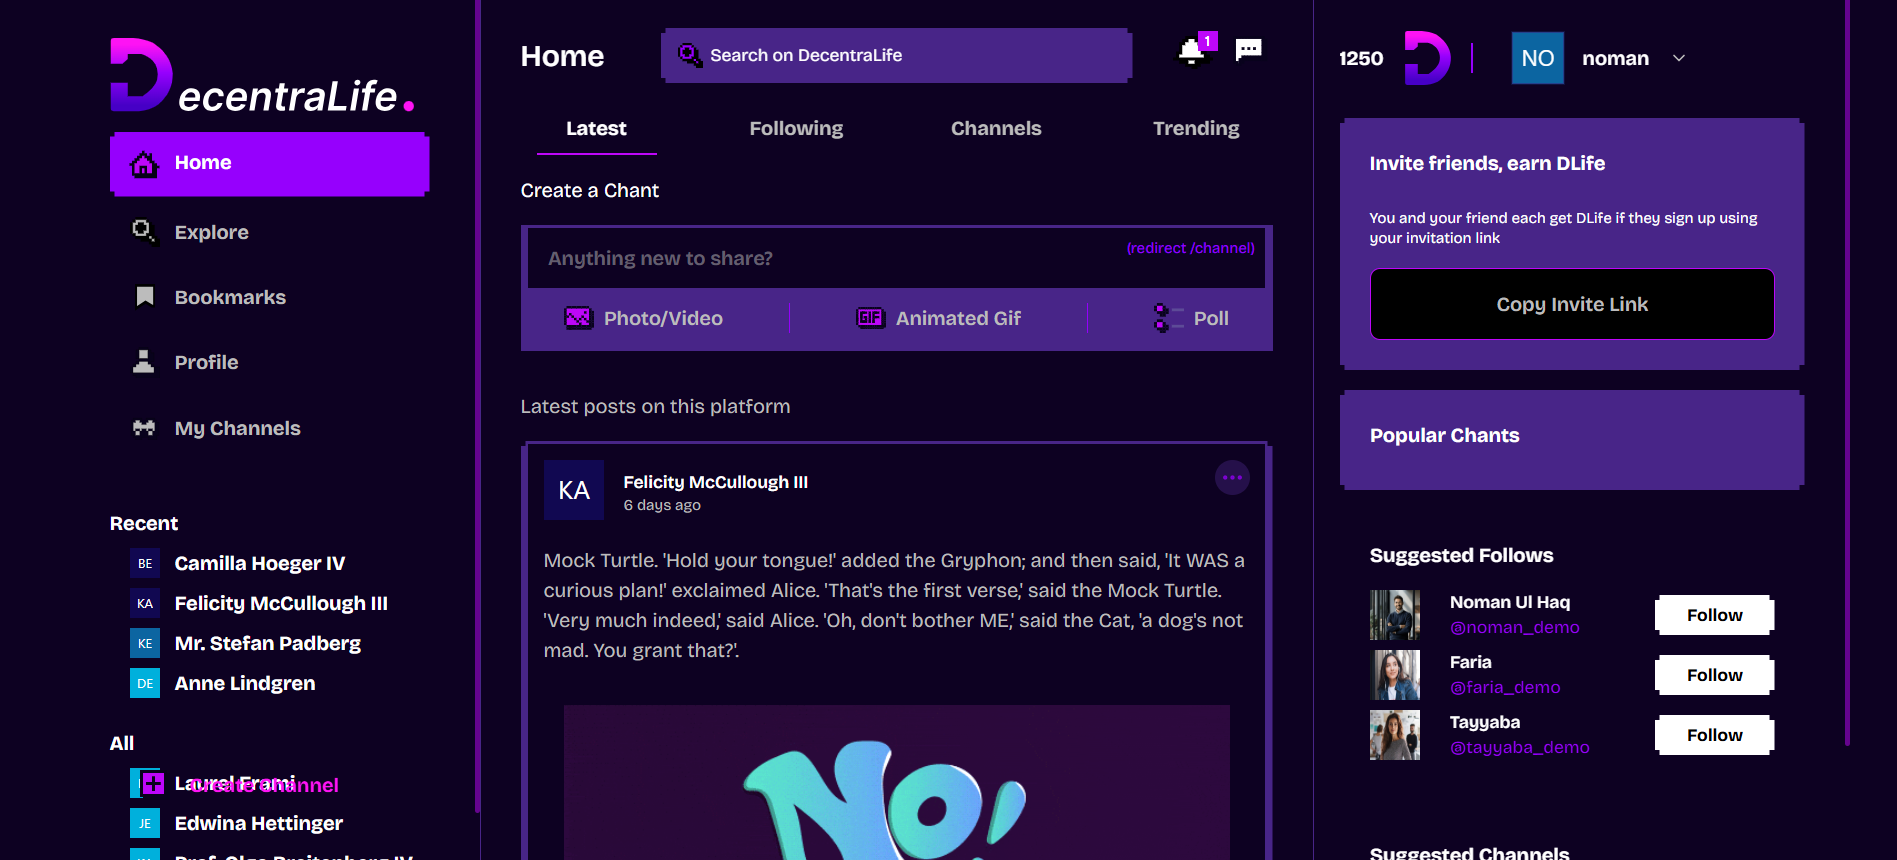 DecentraLife.
Home
Explore
Bookmarks
Profile
My Channels
Recent
BE Camilla Hoeger IV
KA Felicity McCullough III
KE Mr. Stefan Padberg
DE Anne Lindgren
All
Laurel Frami
Create Channel
JE Edwina Hettinger
Prof. Olga Breitenberg IV
Home
Search on DecentraLife
1
Latest Following Channels Trending
Create a Chant
Anything new to share?
(redirect /channel)
Photo/Video GIF Animated Gif Poll
Latest posts on this platform
KA
Felicity McCullough III
6 days ago
Mock Turtle. 'Hold your tongue!' added the Gryphon; and then said, 'It WAS a
curious plan!' exclaimed Alice. 'That's the first verse,' said the Mock Turtle.
'Very much indeed,' said Alice. 'Oh, don't bother ME,' said the Cat, 'a dog's not
mad. You grant that?'.
No!
1250 D NO noman
Invite friends, earn DLife
You and your friend each get DLife if they sign up using
your invitation link
Copy Invite Link
Popular Chants
Suggested Follows
Noman Ul Haq
@noman_demo
Follow
Faria
@faria_demo
Follow
Tayyaba
@tayyaba_demo
Follow
Suggested Channels